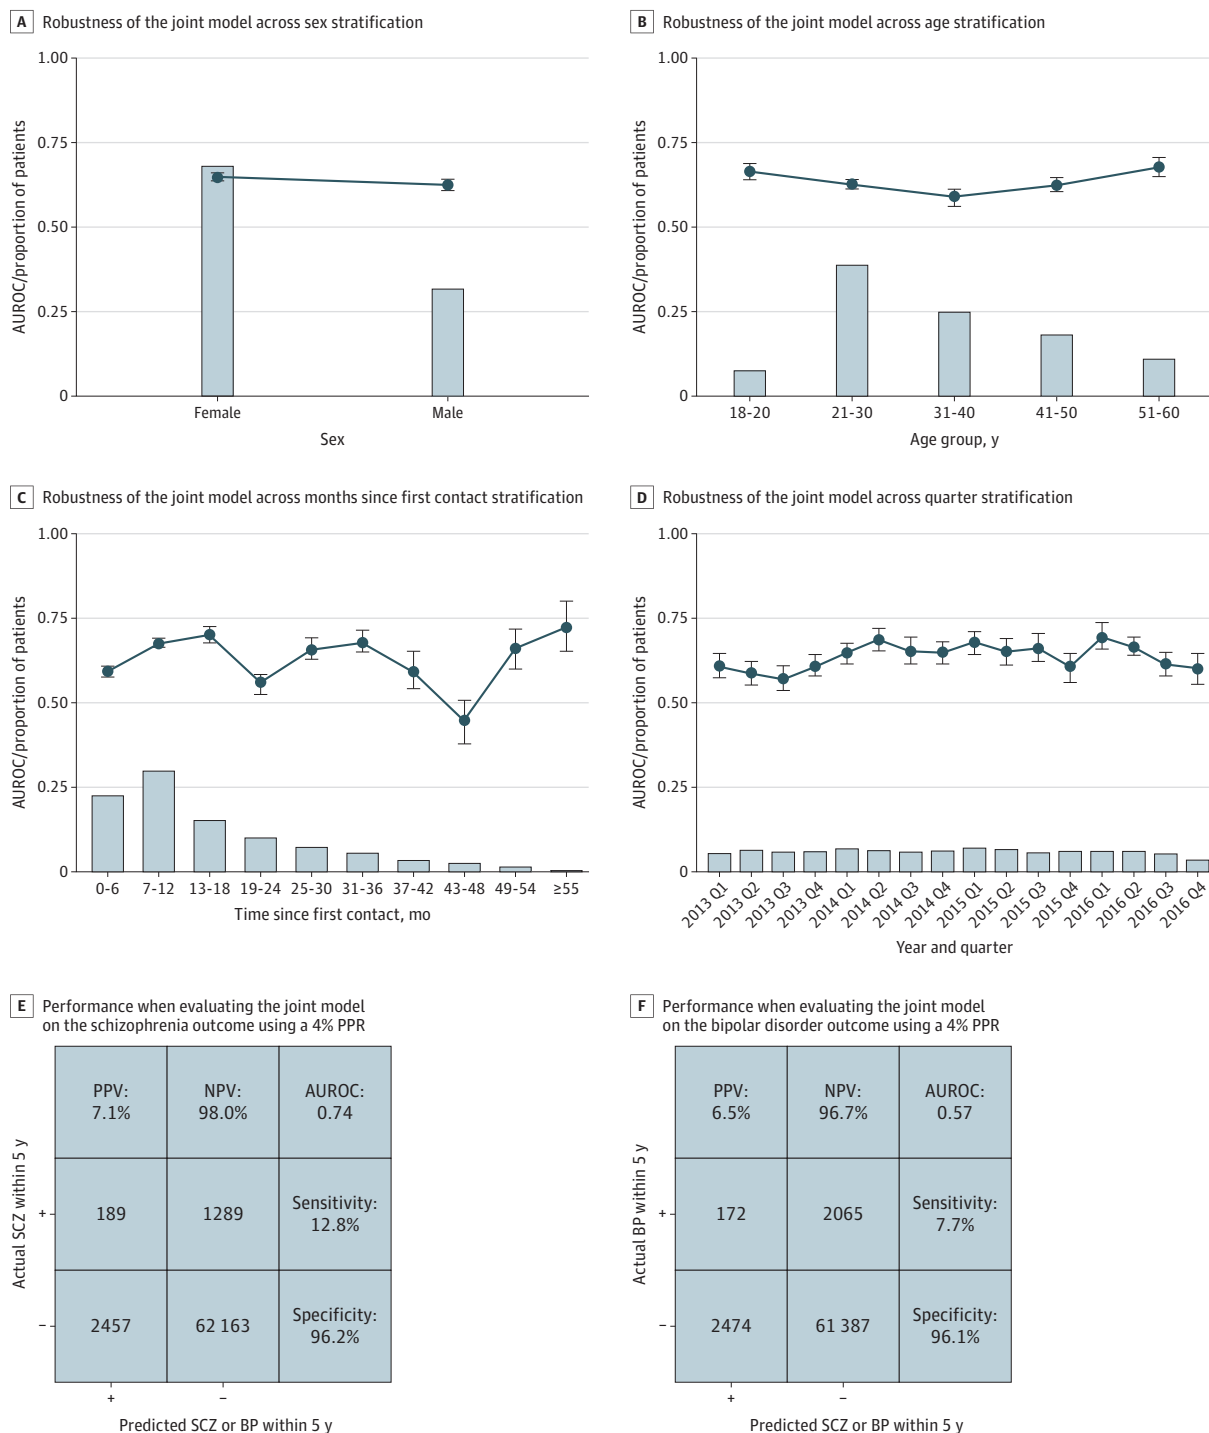 A Robustness of the joint model across sex stratification
1.00
0.75
0.50
0.25
0
AUROC/proportion of patients
Female
Male
Sex
B Robustness of the joint model across age stratification
1.00
0.75
0.50
0.25
0
AUROC/proportion of patients
18-20
21-30
31-40
41-50
51-60
Age group, y
C Robustness of the joint model across months since first contact stratification
1.00
0.75
0.50
0.25
0
AUROC/proportion of patients
0-6
7-12
13-18
19-24
25-30
31-36
37-42
43-48
49-54
≥55
Time since first contact, mo
D Robustness of the joint model across quarter stratification
1.00
0.75
0.50
0.25
0
AUROC/proportion of patients
2013 Q1
2013 Q2
2013 Q3
2013 Q4
2014 Q1
2014 Q2
2014 Q3
2014 Q4
2015 Q1
2015 Q2
2015 Q3
2015 Q4
2016 Q1
2016 Q2
2016 Q3
2016 Q4
Year and quarter
E Performance when evaluating the joint model
on the schizophrenia outcome using a 4% PPR
PPV:
7.1%
NPV:
98.0%
AUROC:
0.74
Actual SCZ within 5 y
+
189
1289
Sensitivity:
12.8%
−
2457
62 163
Specificity:
96.2%
+
−
Predicted SCZ or BP within 5 y
F Performance when evaluating the joint model
on the bipolar disorder outcome using a 4% PPR
PPV:
6.5%
NPV:
96.7%
AUROC:
0.57
Actual BP within 5 y
+
172
2065
Sensitivity:
7.7%
−
2474
61 387
Specificity:
96.1%
+
−
Predicted SCZ or BP within 5 y